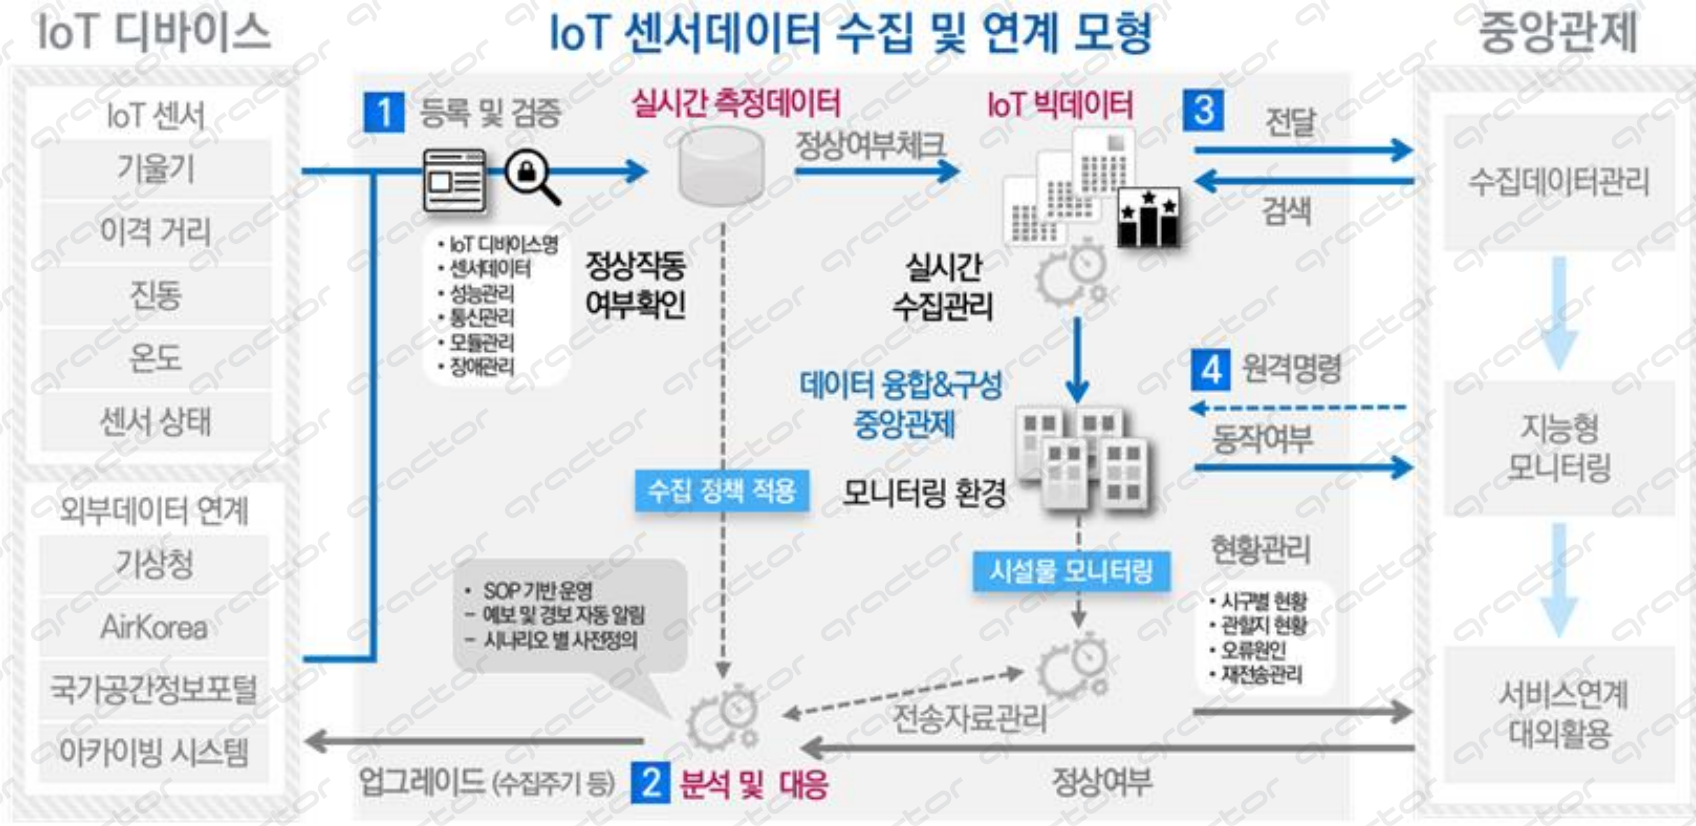 IoT 디바이스
IoT 센서데이터 수집 및 연계 모형
중앙관제
IoT 센서
기울기
이격 거리
진동
온도
센서 상태
외부데이터 연계
기상청
AirKorea
국가공간정보포털
아카이빙 시스템
1 등록 및 검증
• IoT 디바이스명
• 센서데이터
• 성능관리
• 통신관리
• 모듈관리
• 장애관리
실시간 측정데이터
정상작동
여부확인
정상여부체크
IoT 빅데이터
실시간
수집관리
데이터 융합&구성
중앙관제
모니터링 환경
수집 정책 적용
시설물 모니터링
• SOP 기반 운영
– 예보 및 경보 자동 알림
– 시나리오 별 사전정의
전송자료관리
업그레이드 (수집주기 등)
2 분석 및 대응
정상여부
3
전달
검색
4 원격명령
동작여부
현황관리
• 시구별 현황
• 관할지 현황
• 오류원인
• 재전송관리
수집데이터관리
지능형
모니터링
서비스연계
대외활용
gractor